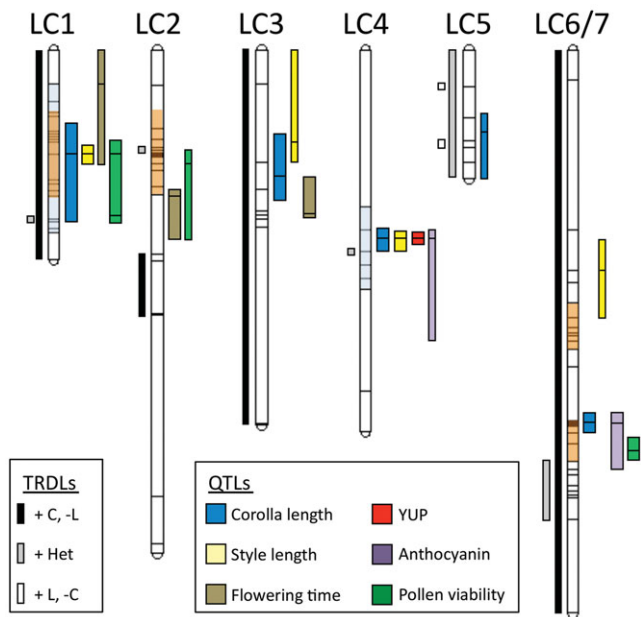 LC1 LC2 LC3 LC4 LC5 LC6/7
TRDLs
+ C, -L
+ Het
+ L, -C
QTLs
Corolla length
Style length
Flowering time
YUP
Anthocyanin
Pollen viability